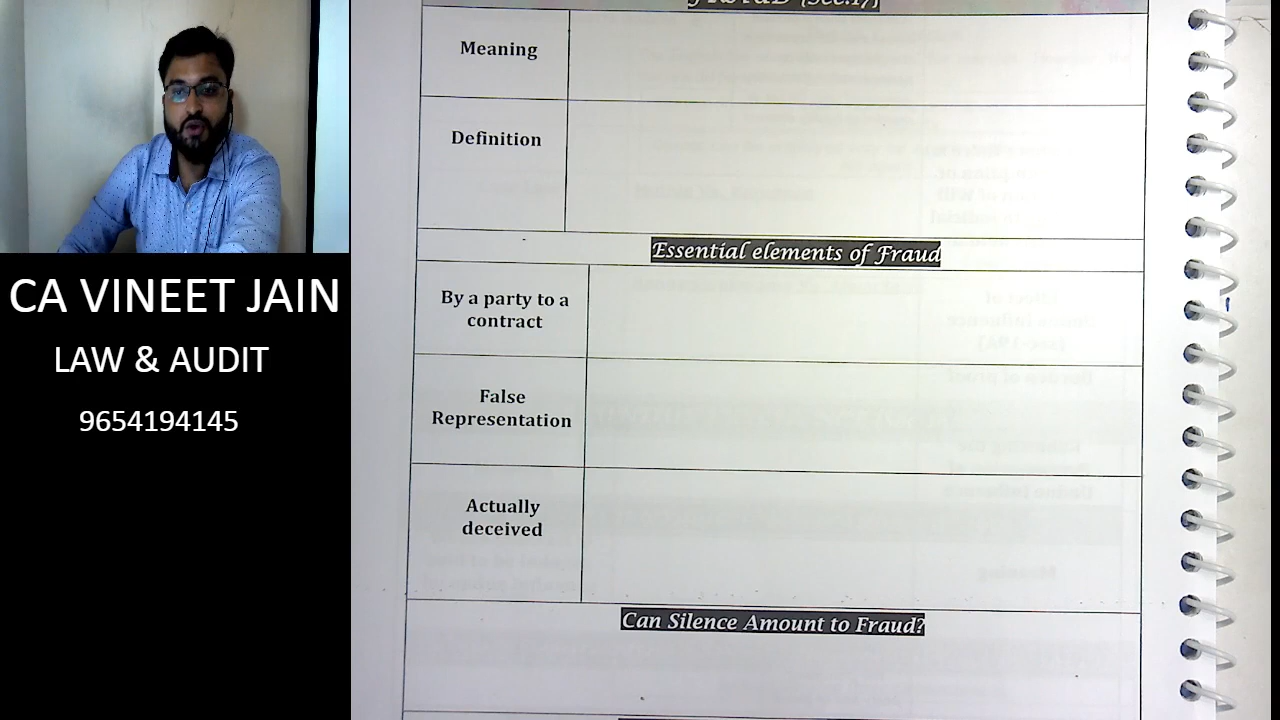 CA VINEET JAIN
LAW & AUDIT
9654194145
Meaning
Definition
Essential elements of Fraud
By a party to a
contract
False
Representation
Actually
deceived
Can Silence Amount to Fraud?